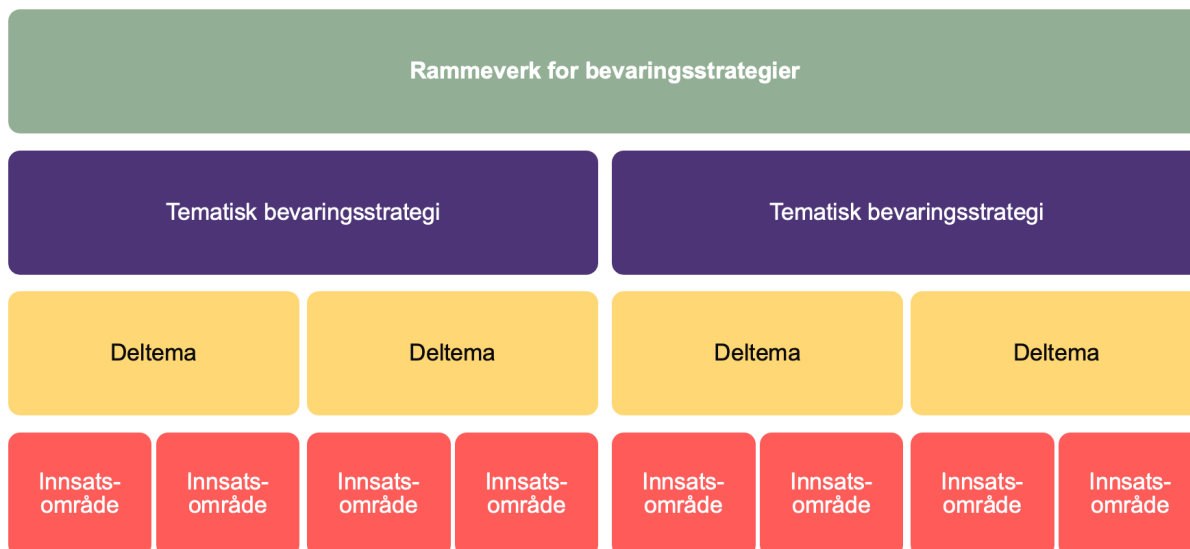 Rammeverk for bevaringsstrategier
Tematisk bevaringsstrategi
Tematisk bevaringsstrategi
Deltema
Deltema
Deltema
Deltema
Innsats-
område
Innsats-
område
Innsats-
område
Innsats-
område
Innsats-
område
Innsats-
område
Innsats-
område
Innsats-
område